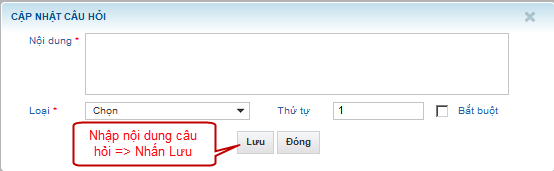 CẬP NHẬT CÂU HỎI
Nội dung *
Loại * Chọn Thứ tự 1 Bắt buột
Lưu Đóng
Nhập nội dung câu
hỏi => Nhấn Lưu